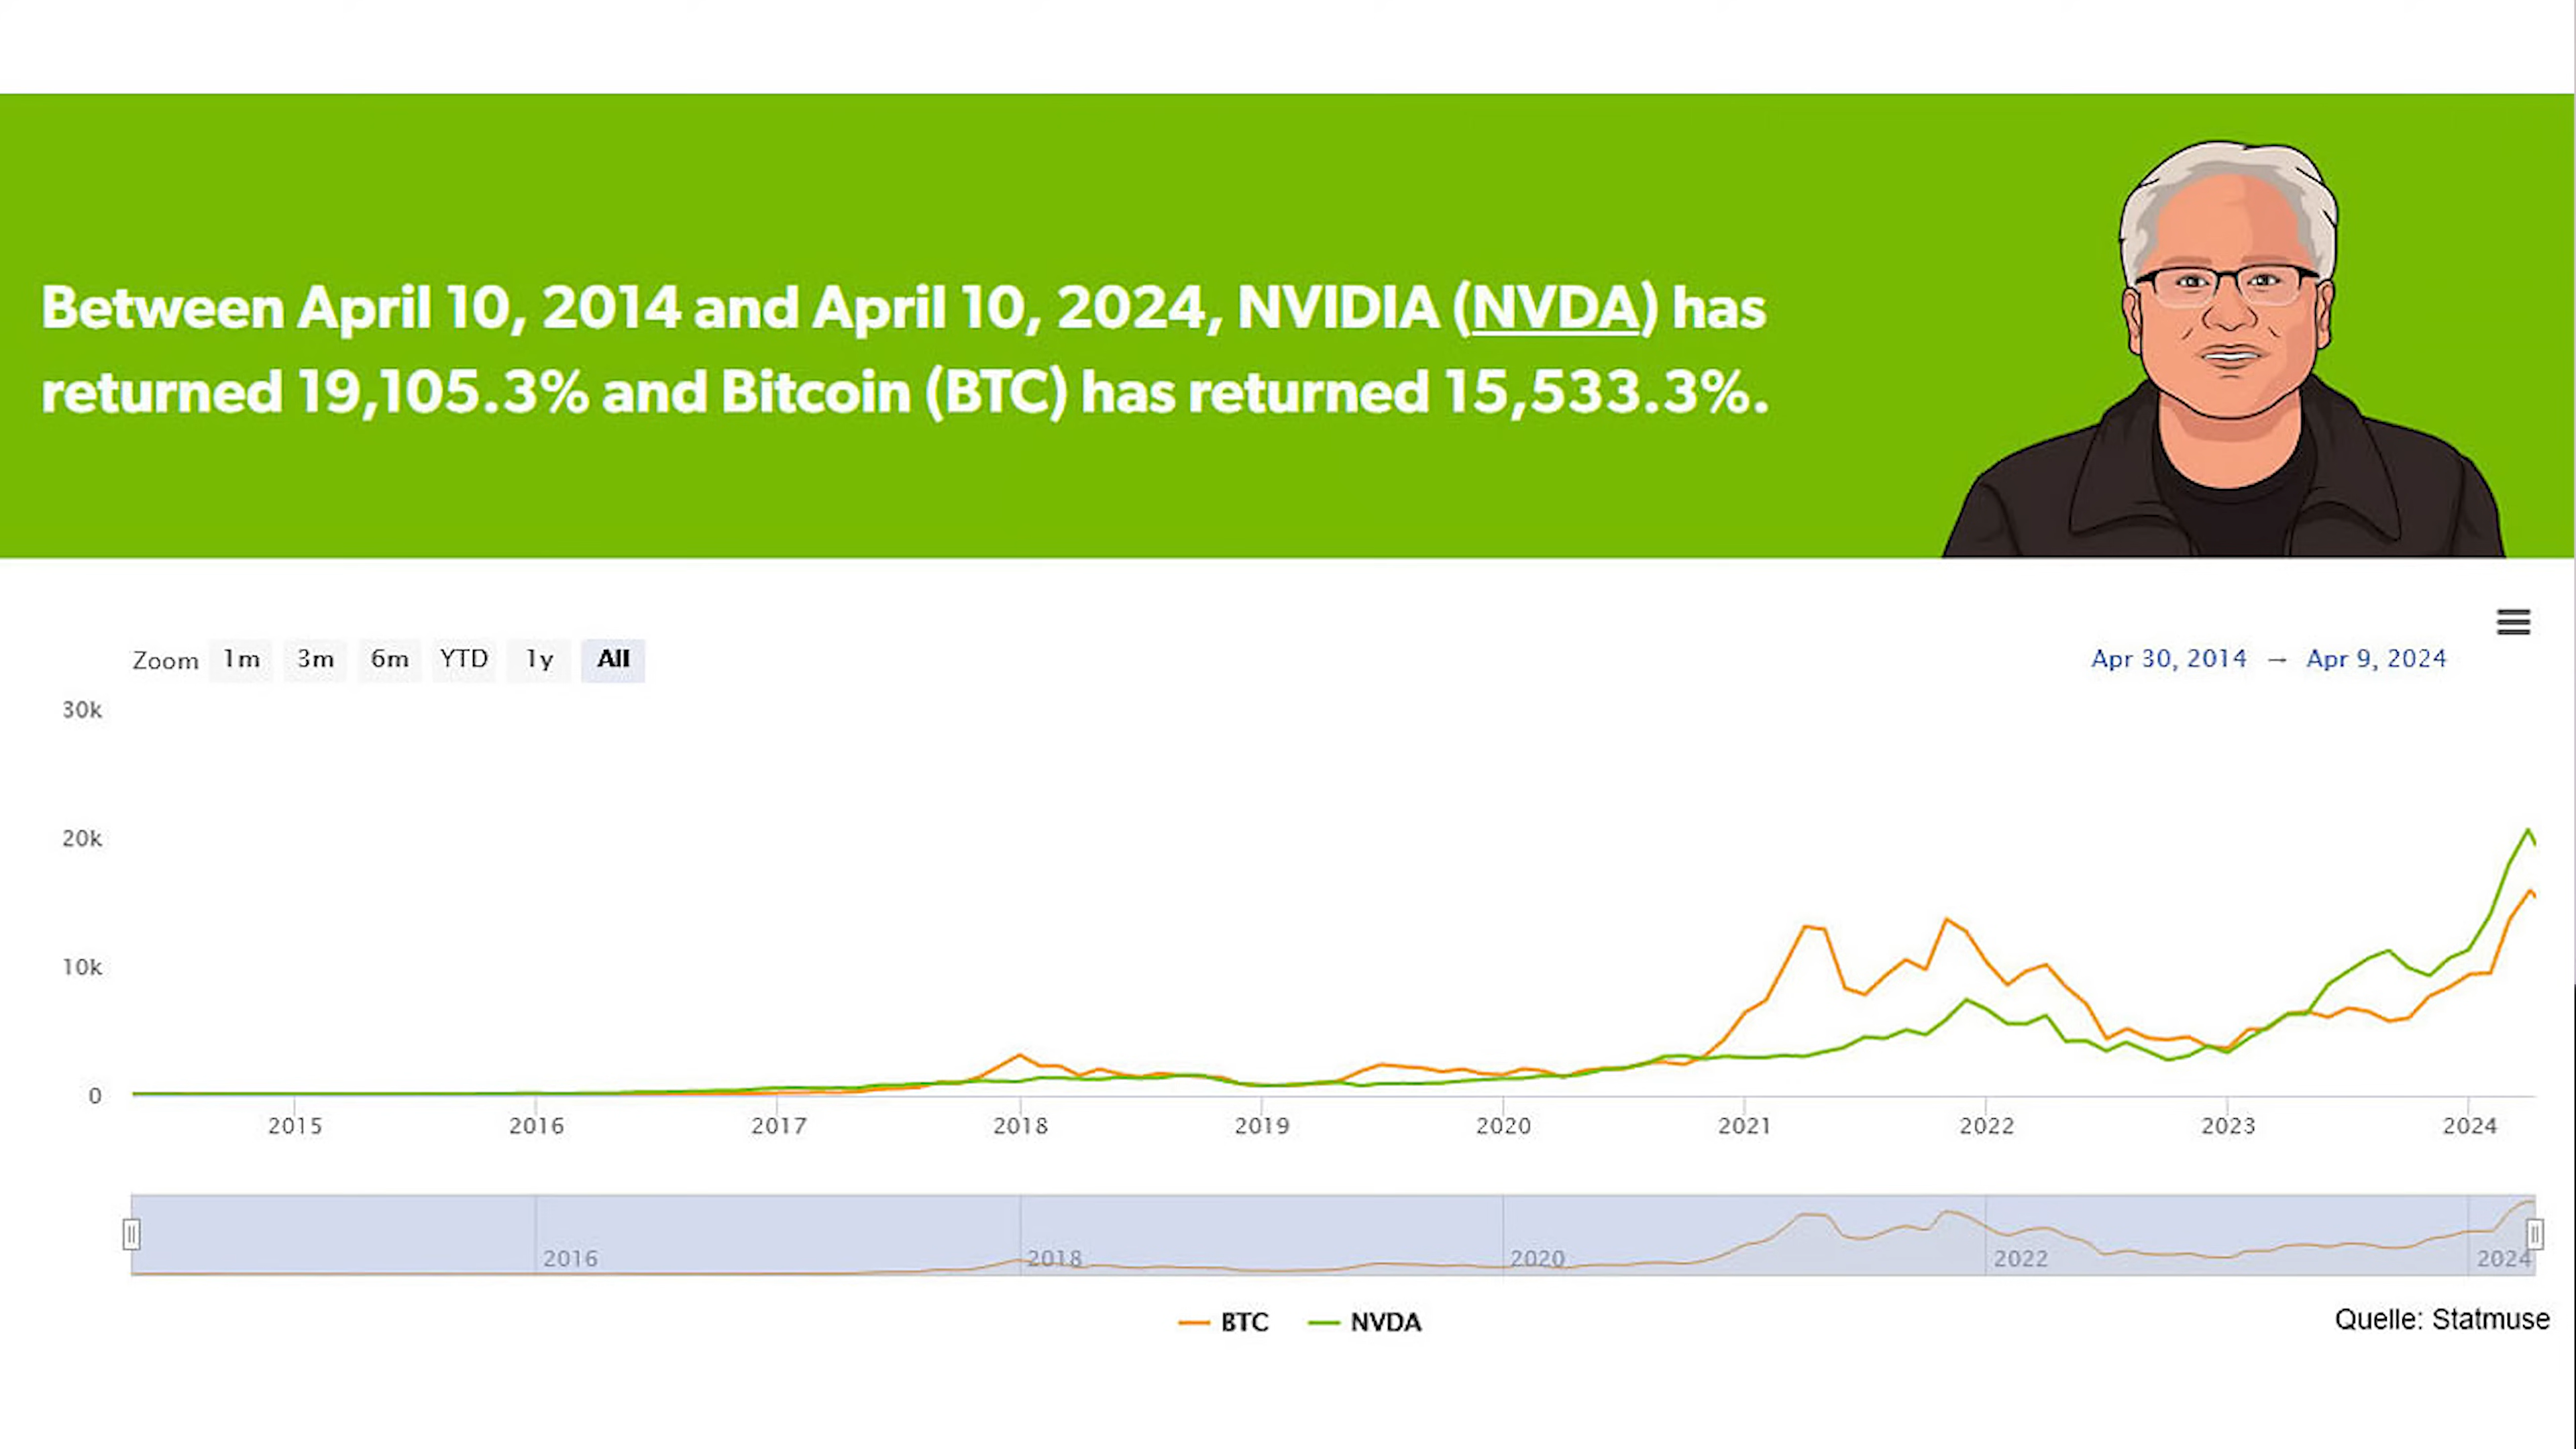 Between April 10, 2014 and April 10, 2024, NVIDIA (NVDA) has
returned 19,105.3% and Bitcoin (BTC) has returned 15,533.3%.
Zoom 1m 3m 6m YTD 1y All
Apr 30, 2014 → Apr 9, 2024
30k
20k
10k
0
2015 2016 2017 2018 2019 2020 2021 2022 2023 2024
2016 2018 2020 2022 2024
BTC NVDA
Quelle: Statmuse